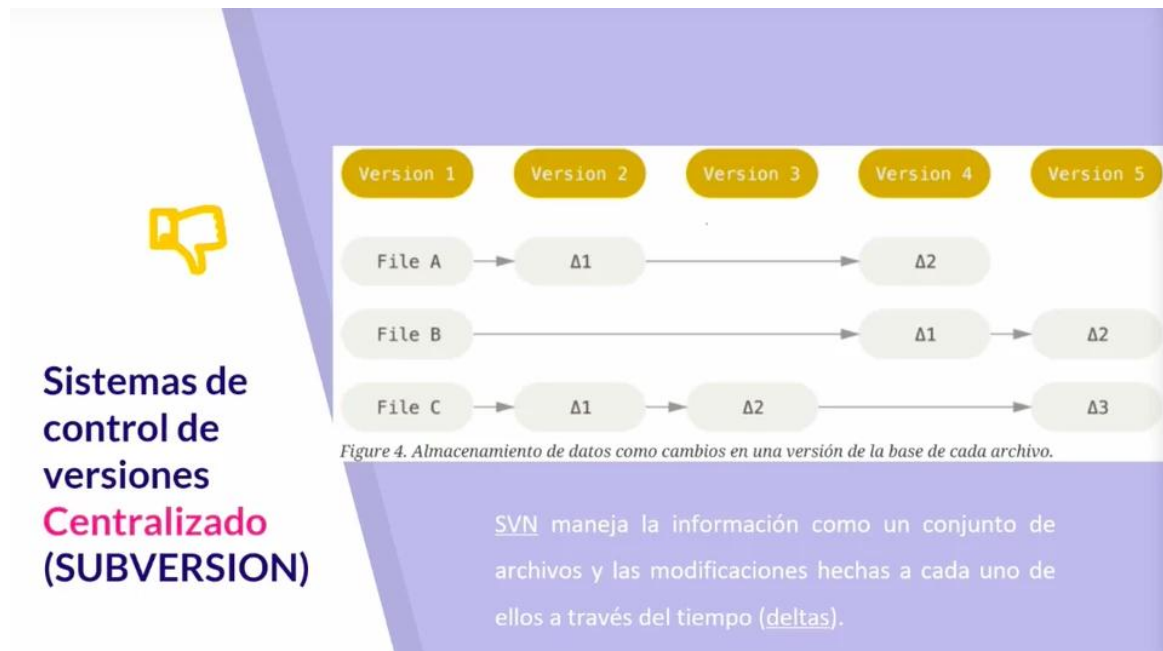 Version 1 Version 2 Version 3 Version 4 Version 5
File A Δ1 Δ2
File B Δ1 Δ2
File C Δ1 Δ2 Δ3
Figure 4. Almacenamiento de datos como cambios en una versión de la base de cada archivo.
Sistemas de
control de
versiones
Centralizado
(SUBVERSION)
SVN maneja la información como un conjunto de
archivos y las modificaciones hechas a cada uno de
ellos a través del tiempo (deltas).